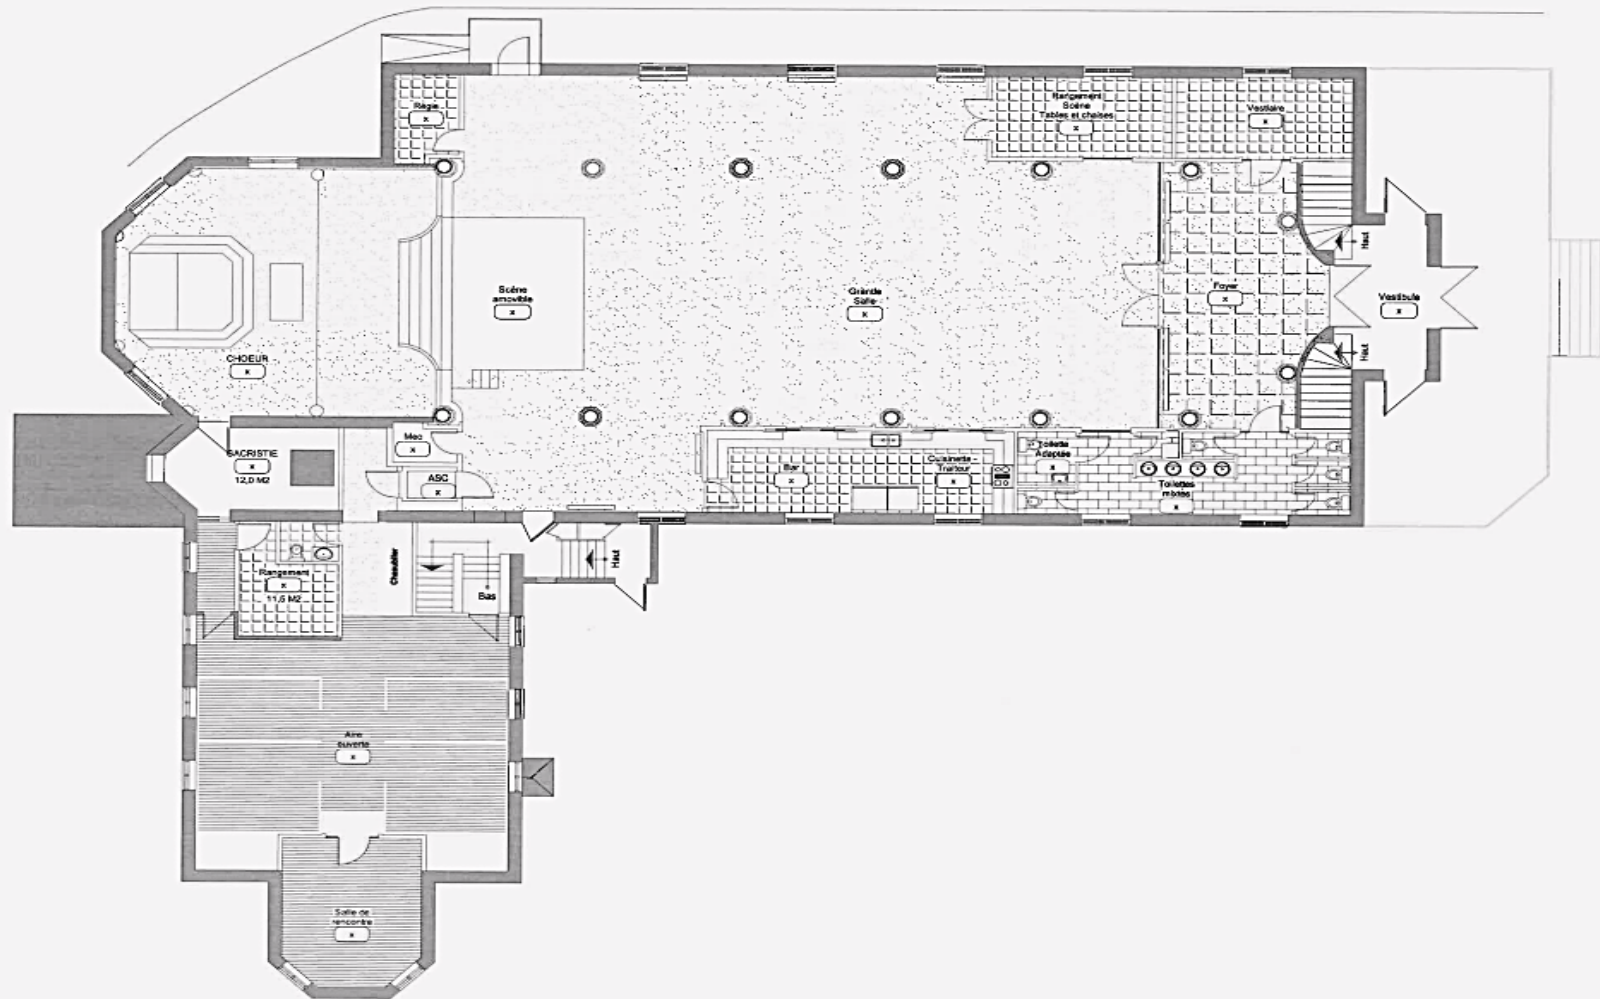 Régie
x
Rangement
Scène
Tables et chaises
x
Vestiaire
x
Haut
Scène
amovible
x
Grande
Salle
x
Foyer
x
Vestibule
x
CHOEUR
x
Haut
SACRISTIE
x
12,0 M2
Mec
x
ASC
x
Bar
x
Cuisinette -
Traiteur
x
Toilette
Adaptée
x
Toilettes
mixtes
x
Rangement
x
11,5 M2
Bas
Haut
Aire
ouverte
x
Salle de
rencontre
x